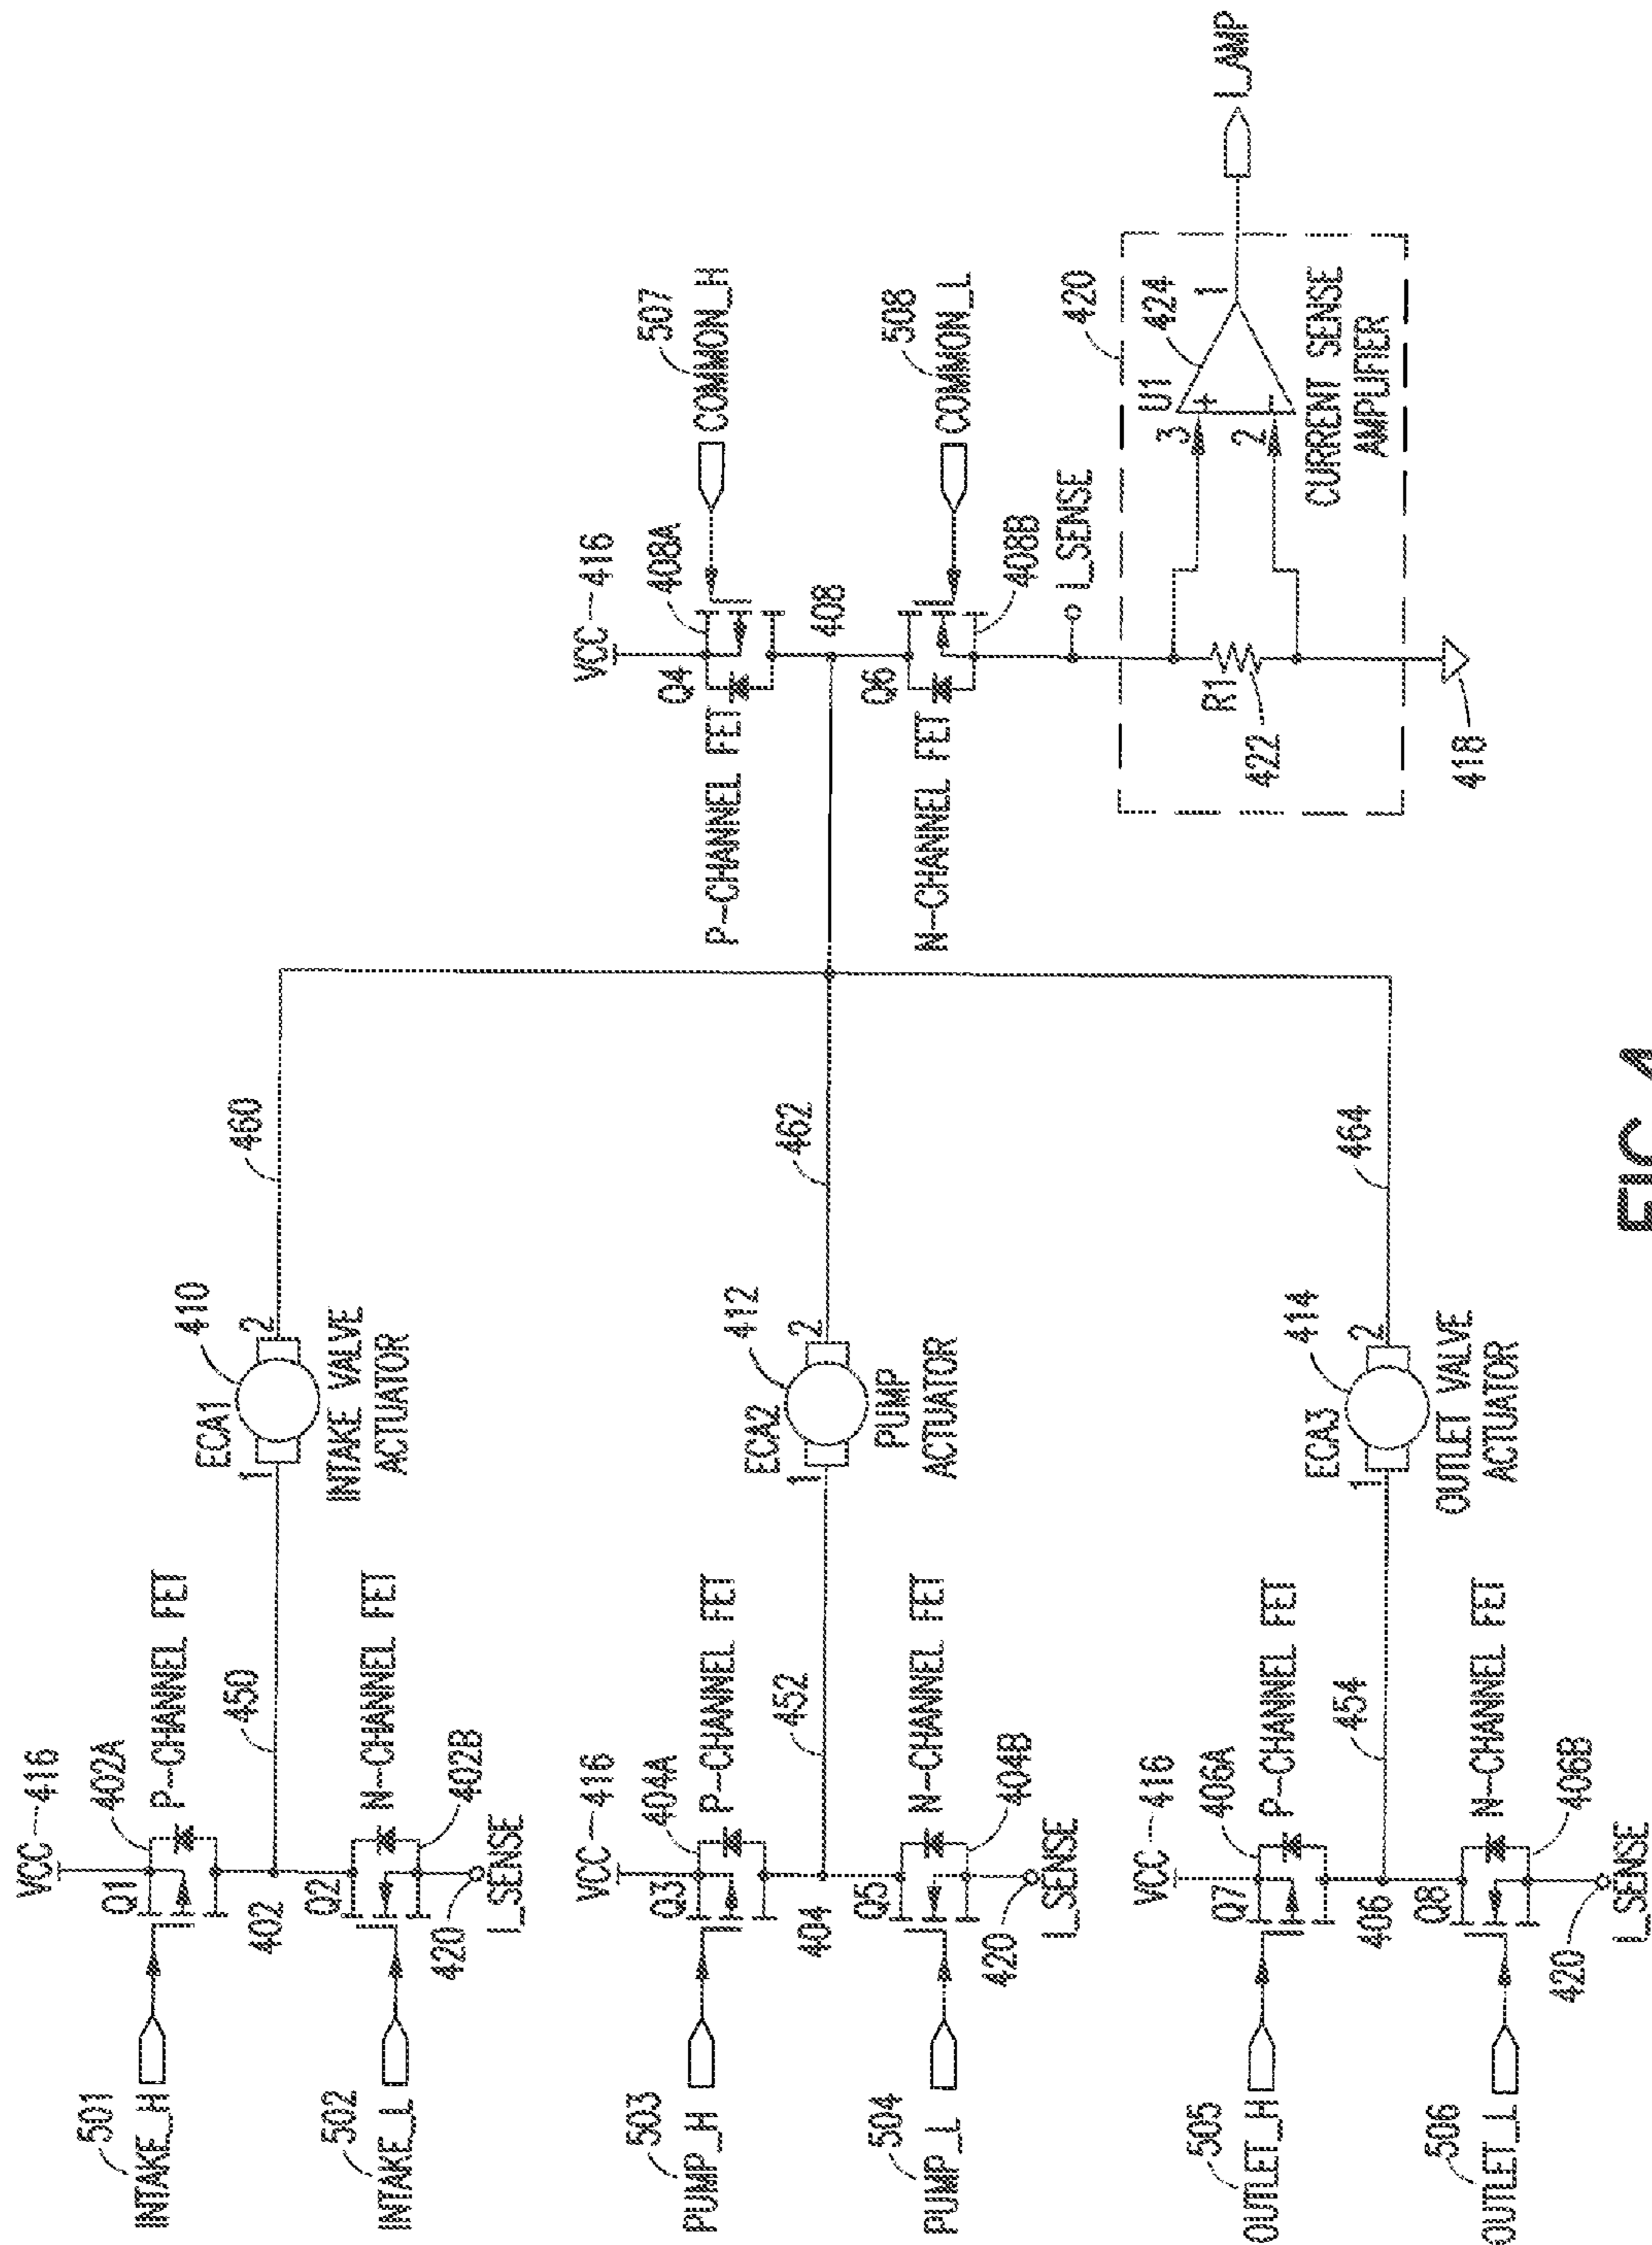 501
INTAKE_H
VCC
416
402A
Q1
P-CHANNEL FET
402
450
502
INTAKE_L
Q2
N-CHANNEL FET
402B
420
I_SENSE
ECA1
410
1
2
INTAKE VALVE
ACTUATOR
460
503
PUMP_H
VCC
416
404A
Q3
P-CHANNEL FET
404
452
504
PUMP_L
Q5
N-CHANNEL FET
404B
420
I_SENSE
ECA2
412
1
2
PUMP
ACTUATOR
462
505
OUTLET_H
VCC
416
406A
Q7
P-CHANNEL FET
406
454
506
OUTLET_L
Q8
N-CHANNEL FET
406B
420
I_SENSE
ECA3
414
1
2
OUTLET VALVE
ACTUATOR
464
VCC
416
Q4
408A
P-CHANNEL FET
507
COMMON_H
408
Q6
N-CHANNEL FET
408B
508
COMMON_L
I_SENSE
420
R1
422
U1
424
3
+
2
-
1
CURRENT SENSE
AMPLIFIER
I_AMP
418